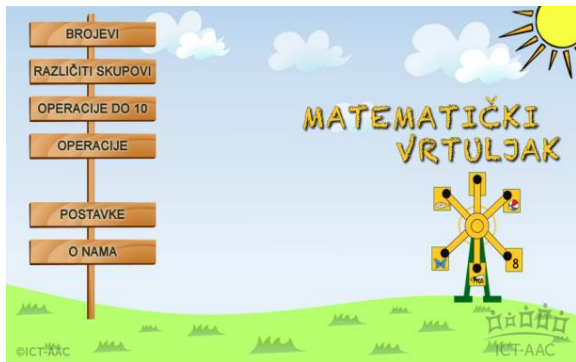 BROJEVI
RAZLIČITI SKUPOVI
OPERACIJE DO 10
OPERACIJE
POSTAVKE
O NAMA
MATEMATIČKI
VRTULJAK
8
©ICT-AAC
ICT-AAC